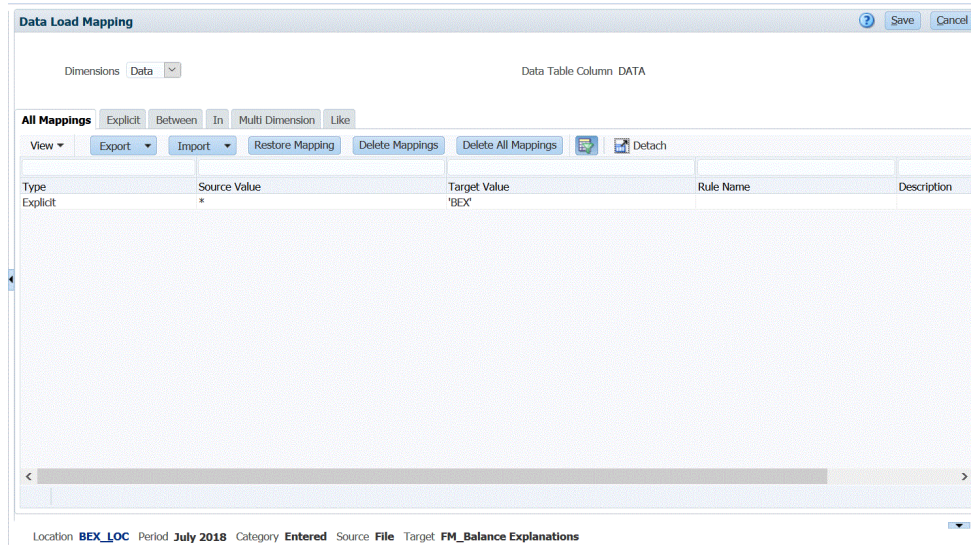 Data Load Mapping ? Save Cancel
Dimensions Data Data Table Column DATA
All Mappings Explicit Between In Multi Dimension Like
View Export Import Restore Mapping Delete Mappings Delete All Mappings Detach
Type Source Value Target Value Rule Name Description
Explicit * 'BEX'
Location BEX_LOC Period July 2018 Category Entered Source File Target FM_Balance Explanations